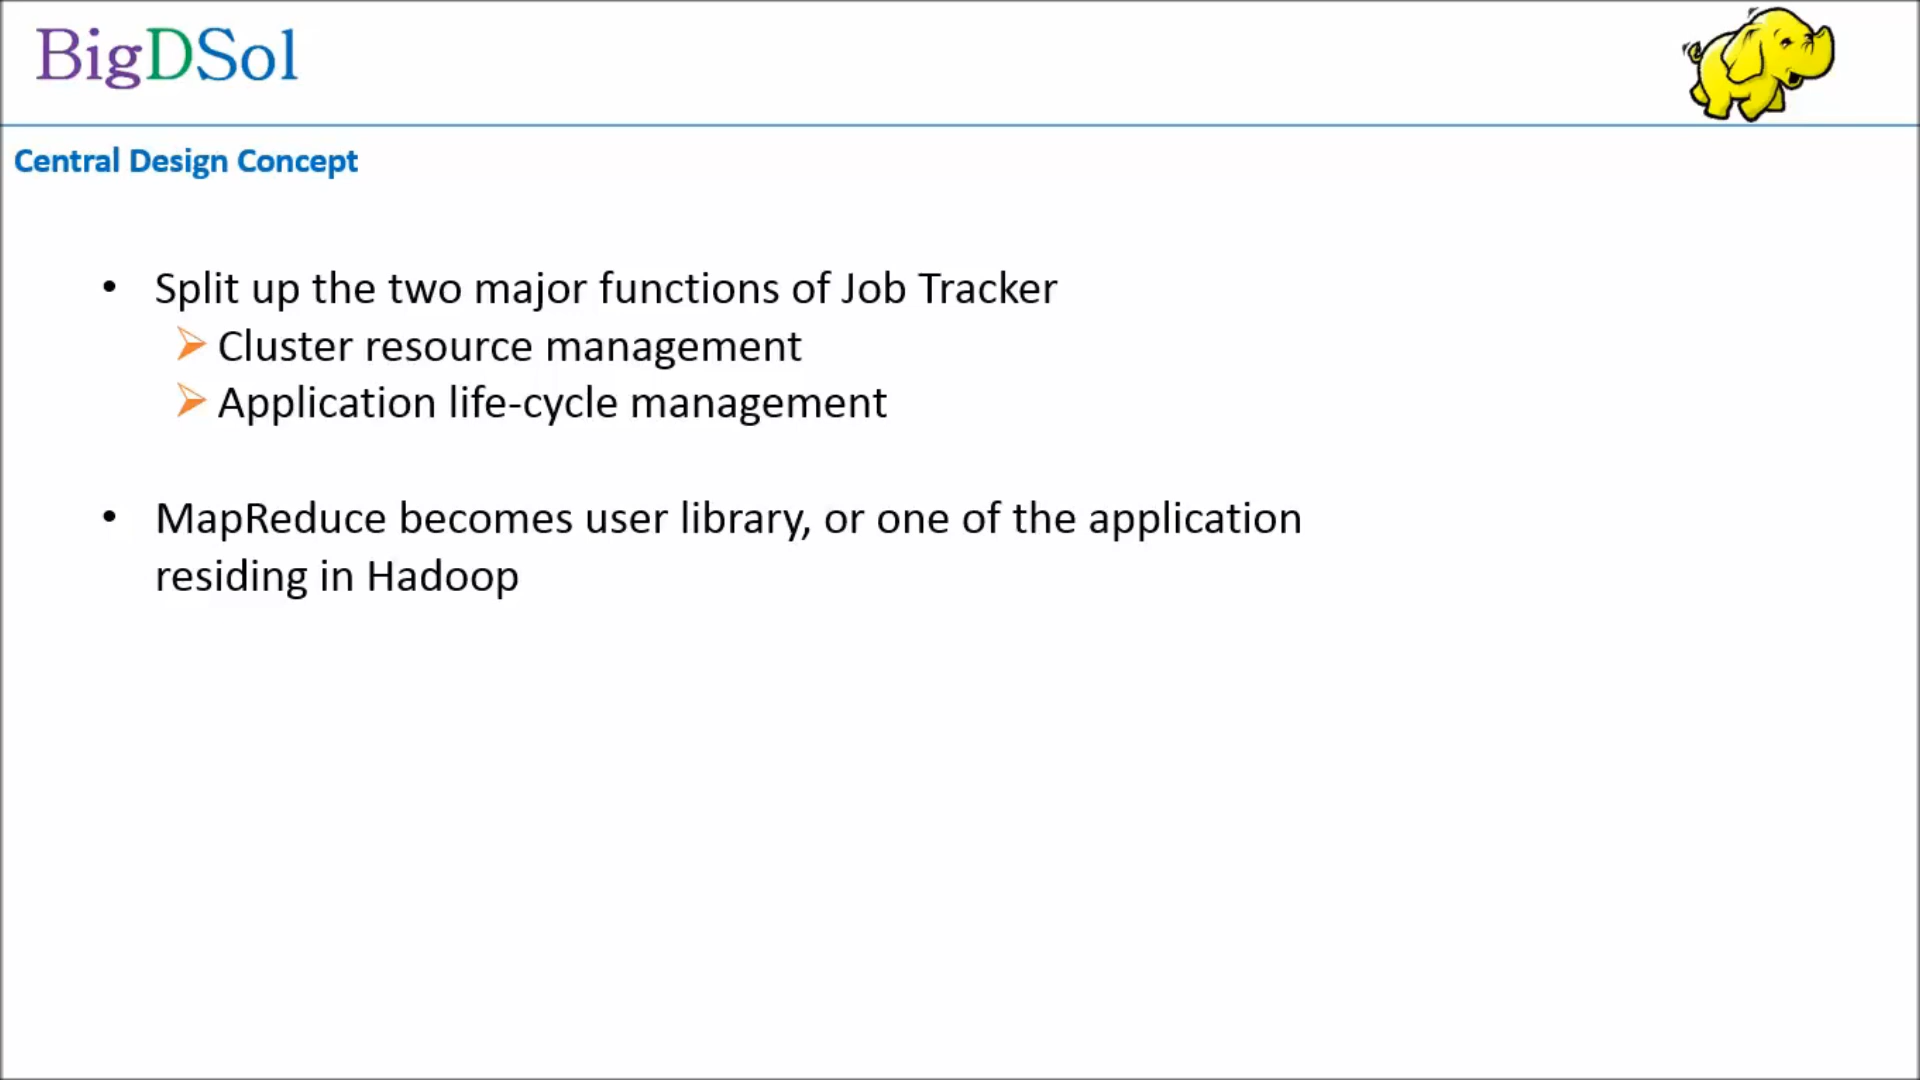 BigDSol
Central Design Concept
• Split up the two major functions of Job Tracker
➢ Cluster resource management
➢ Application life-cycle management
• MapReduce becomes user library, or one of the application
residing in Hadoop